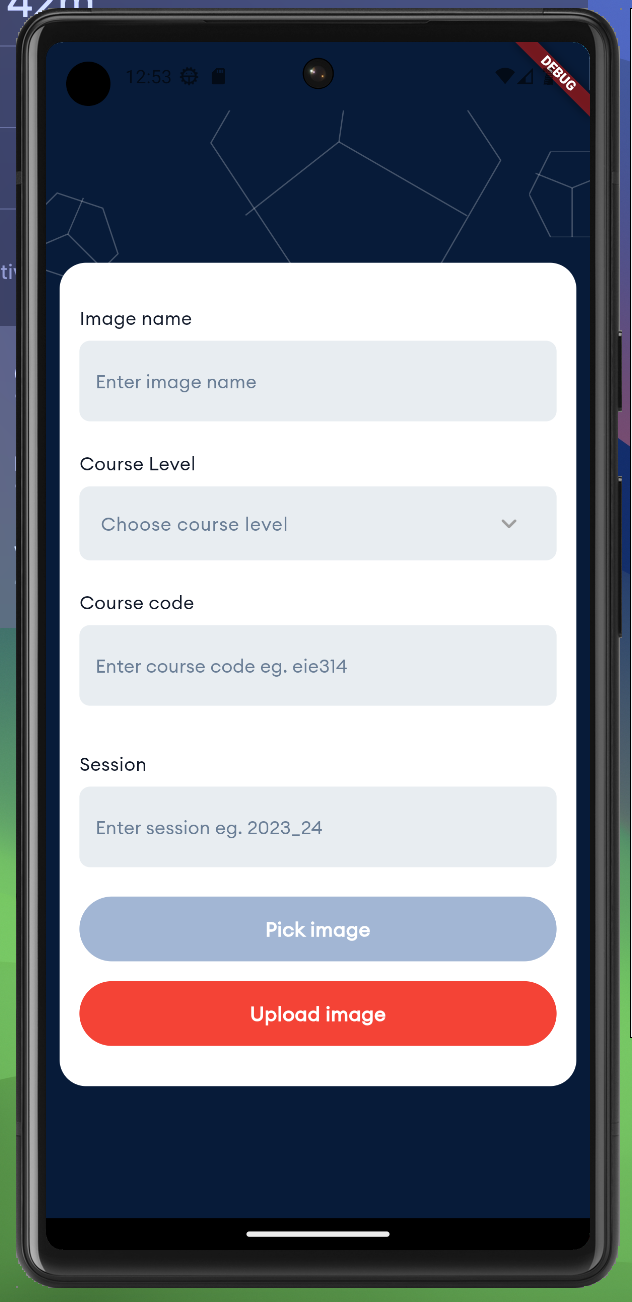 42m
12:53
DEBUG
Image name
Enter image name
Course Level
Choose course level
Course code
Enter course code eg. eie314
Session
Enter session eg. 2023_24
Pick image
Upload image